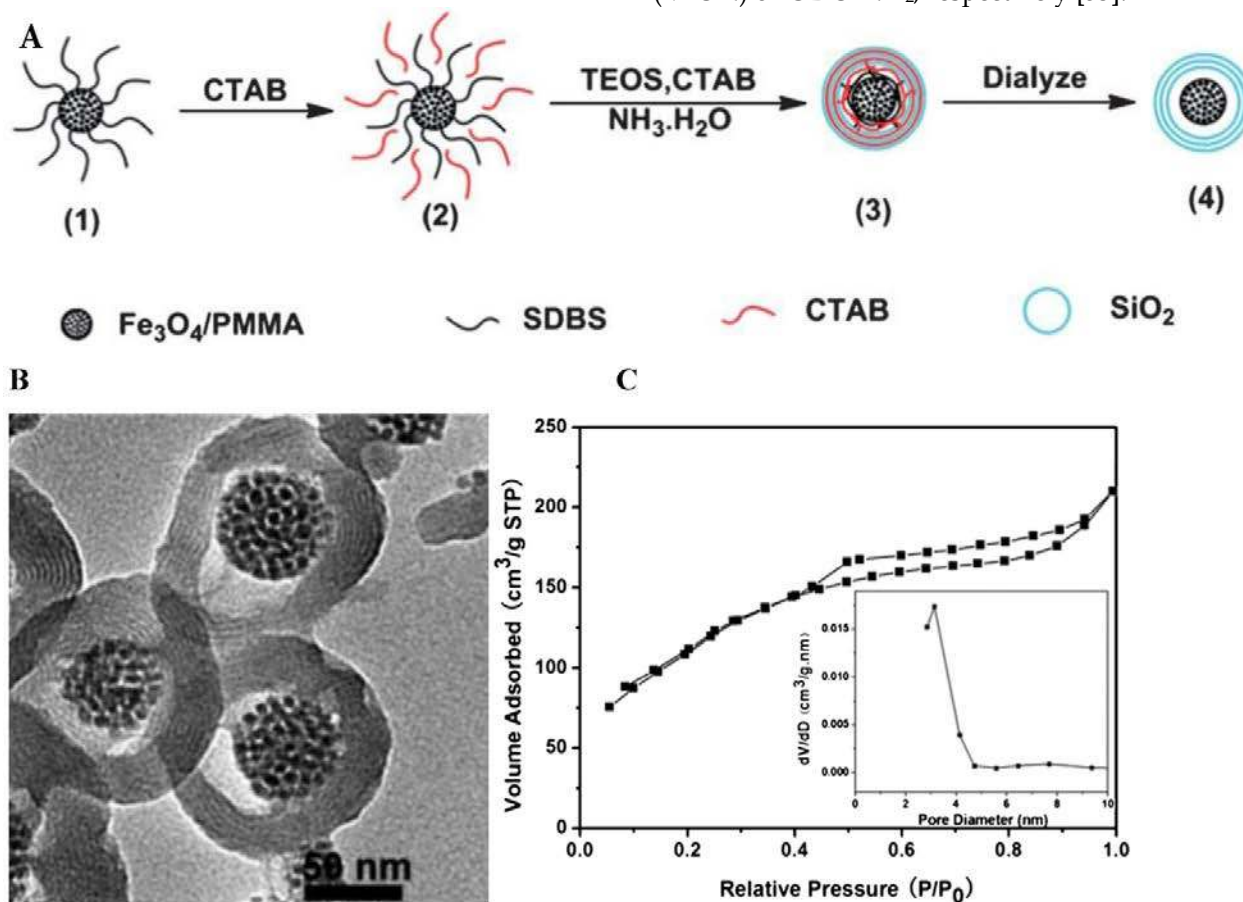 respectively [
A
CTAB
TEOS,CTAB
NH₃.H₂O
Dialyze
(1)
(2)
(3)
(4)
Fe₃O₄/PMMA
SDBS
CTAB
SiO₂
B
C
50 nm
Volume Adsorbed (cm³/g STP)
250
200
150
100
50
0
0.0 0.2 0.4 0.6 0.8 1.0
Relative Pressure (P/P₀)
dV/dD (cm³/g.nm)
0.015
0.010
0.005
0.000
0 2 4 6 8 10
Pore Diameter (nm)